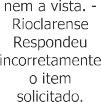 nem a vista. -
Rioclarense
Respondeu
incorretamente
o item
solicitado.